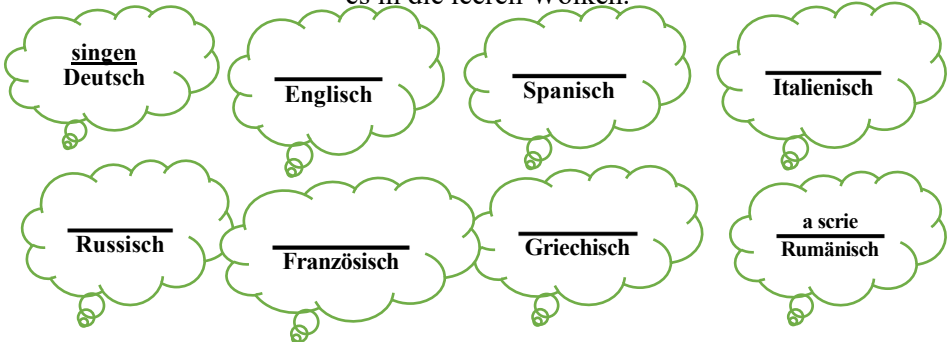 es in die leeren Wolken.
singen
Deutsch
Englisch
Spanisch
Italienisch
Russisch
Französisch
Griechisch
a scrie
Rumänisch